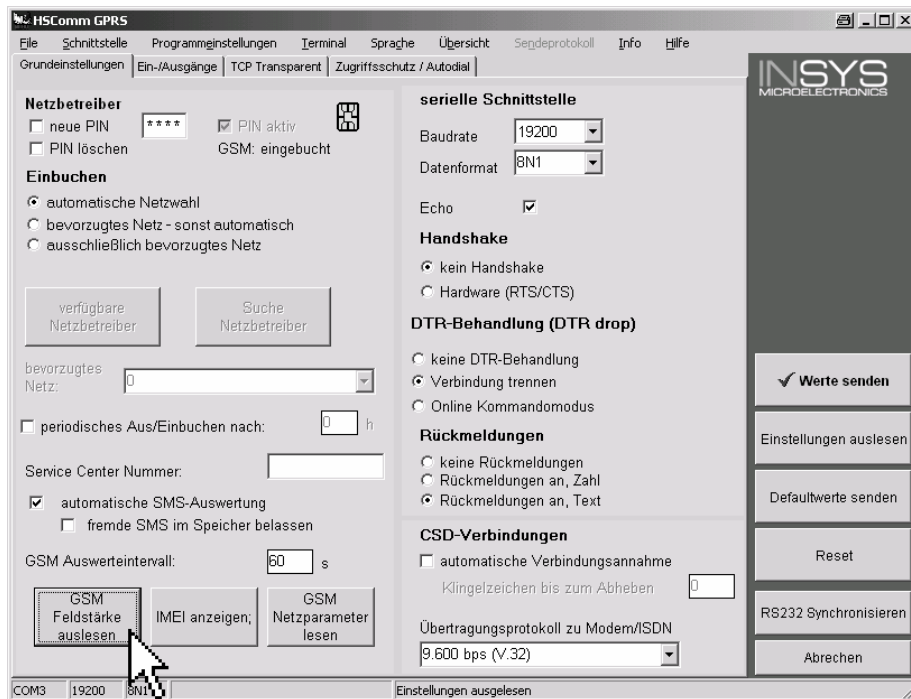 HSComm GPRS
File Schnittstelle Programmeinstellungen Terminal Sprache Übersicht Sendeprotokoll Info Hilfe
Grundeinstellungen Ein-/Ausgänge TCP Transparent Zugriffsschutz / Autodial
Netzbetreiber
neue PIN **** PIN aktiv
PIN löschen GSM: eingebucht
Einbuchen
automatische Netzwahl
bevorzugtes Netz - sonst automatisch
ausschließlich bevorzugtes Netz
verfügbare
Netzbetreiber
Suche
Netzbetreiber
bevorzugtes
Netz: 0
periodisches Aus/Einbuchen nach: 0 h
Service Center Nummer:
automatische SMS-Auswertung
fremde SMS im Speicher belassen
GSM Auswerteintervall: 60 s
GSM
Feldstärke
auslesen
IMEI anzeigen;
GSM
Netzparameter
lesen
serielle Schnittstelle
Baudrate 19200
Datenformat 8N1
Echo
Handshake
kein Handshake
Hardware (RTS/CTS)
DTR-Behandlung (DTR drop)
keine DTR-Behandlung
Verbindung trennen
Online Kommandomodus
Rückmeldungen
keine Rückmeldungen
Rückmeldungen an, Zahl
Rückmeldungen an, Text
CSD-Verbindungen
automatische Verbindungsannahme
Klingelzeichen bis zum Abheben 0
Übertragungsprotokoll zu Modem/ISDN
9.600 bps (V.32)
INSYS
MICROELECTRONICS
Werte senden
Einstellungen auslesen
Defaultwerte senden
Reset
RS232 Synchronisieren
Abrechen
COM3 19200 8N1 Einstellungen ausgelesen